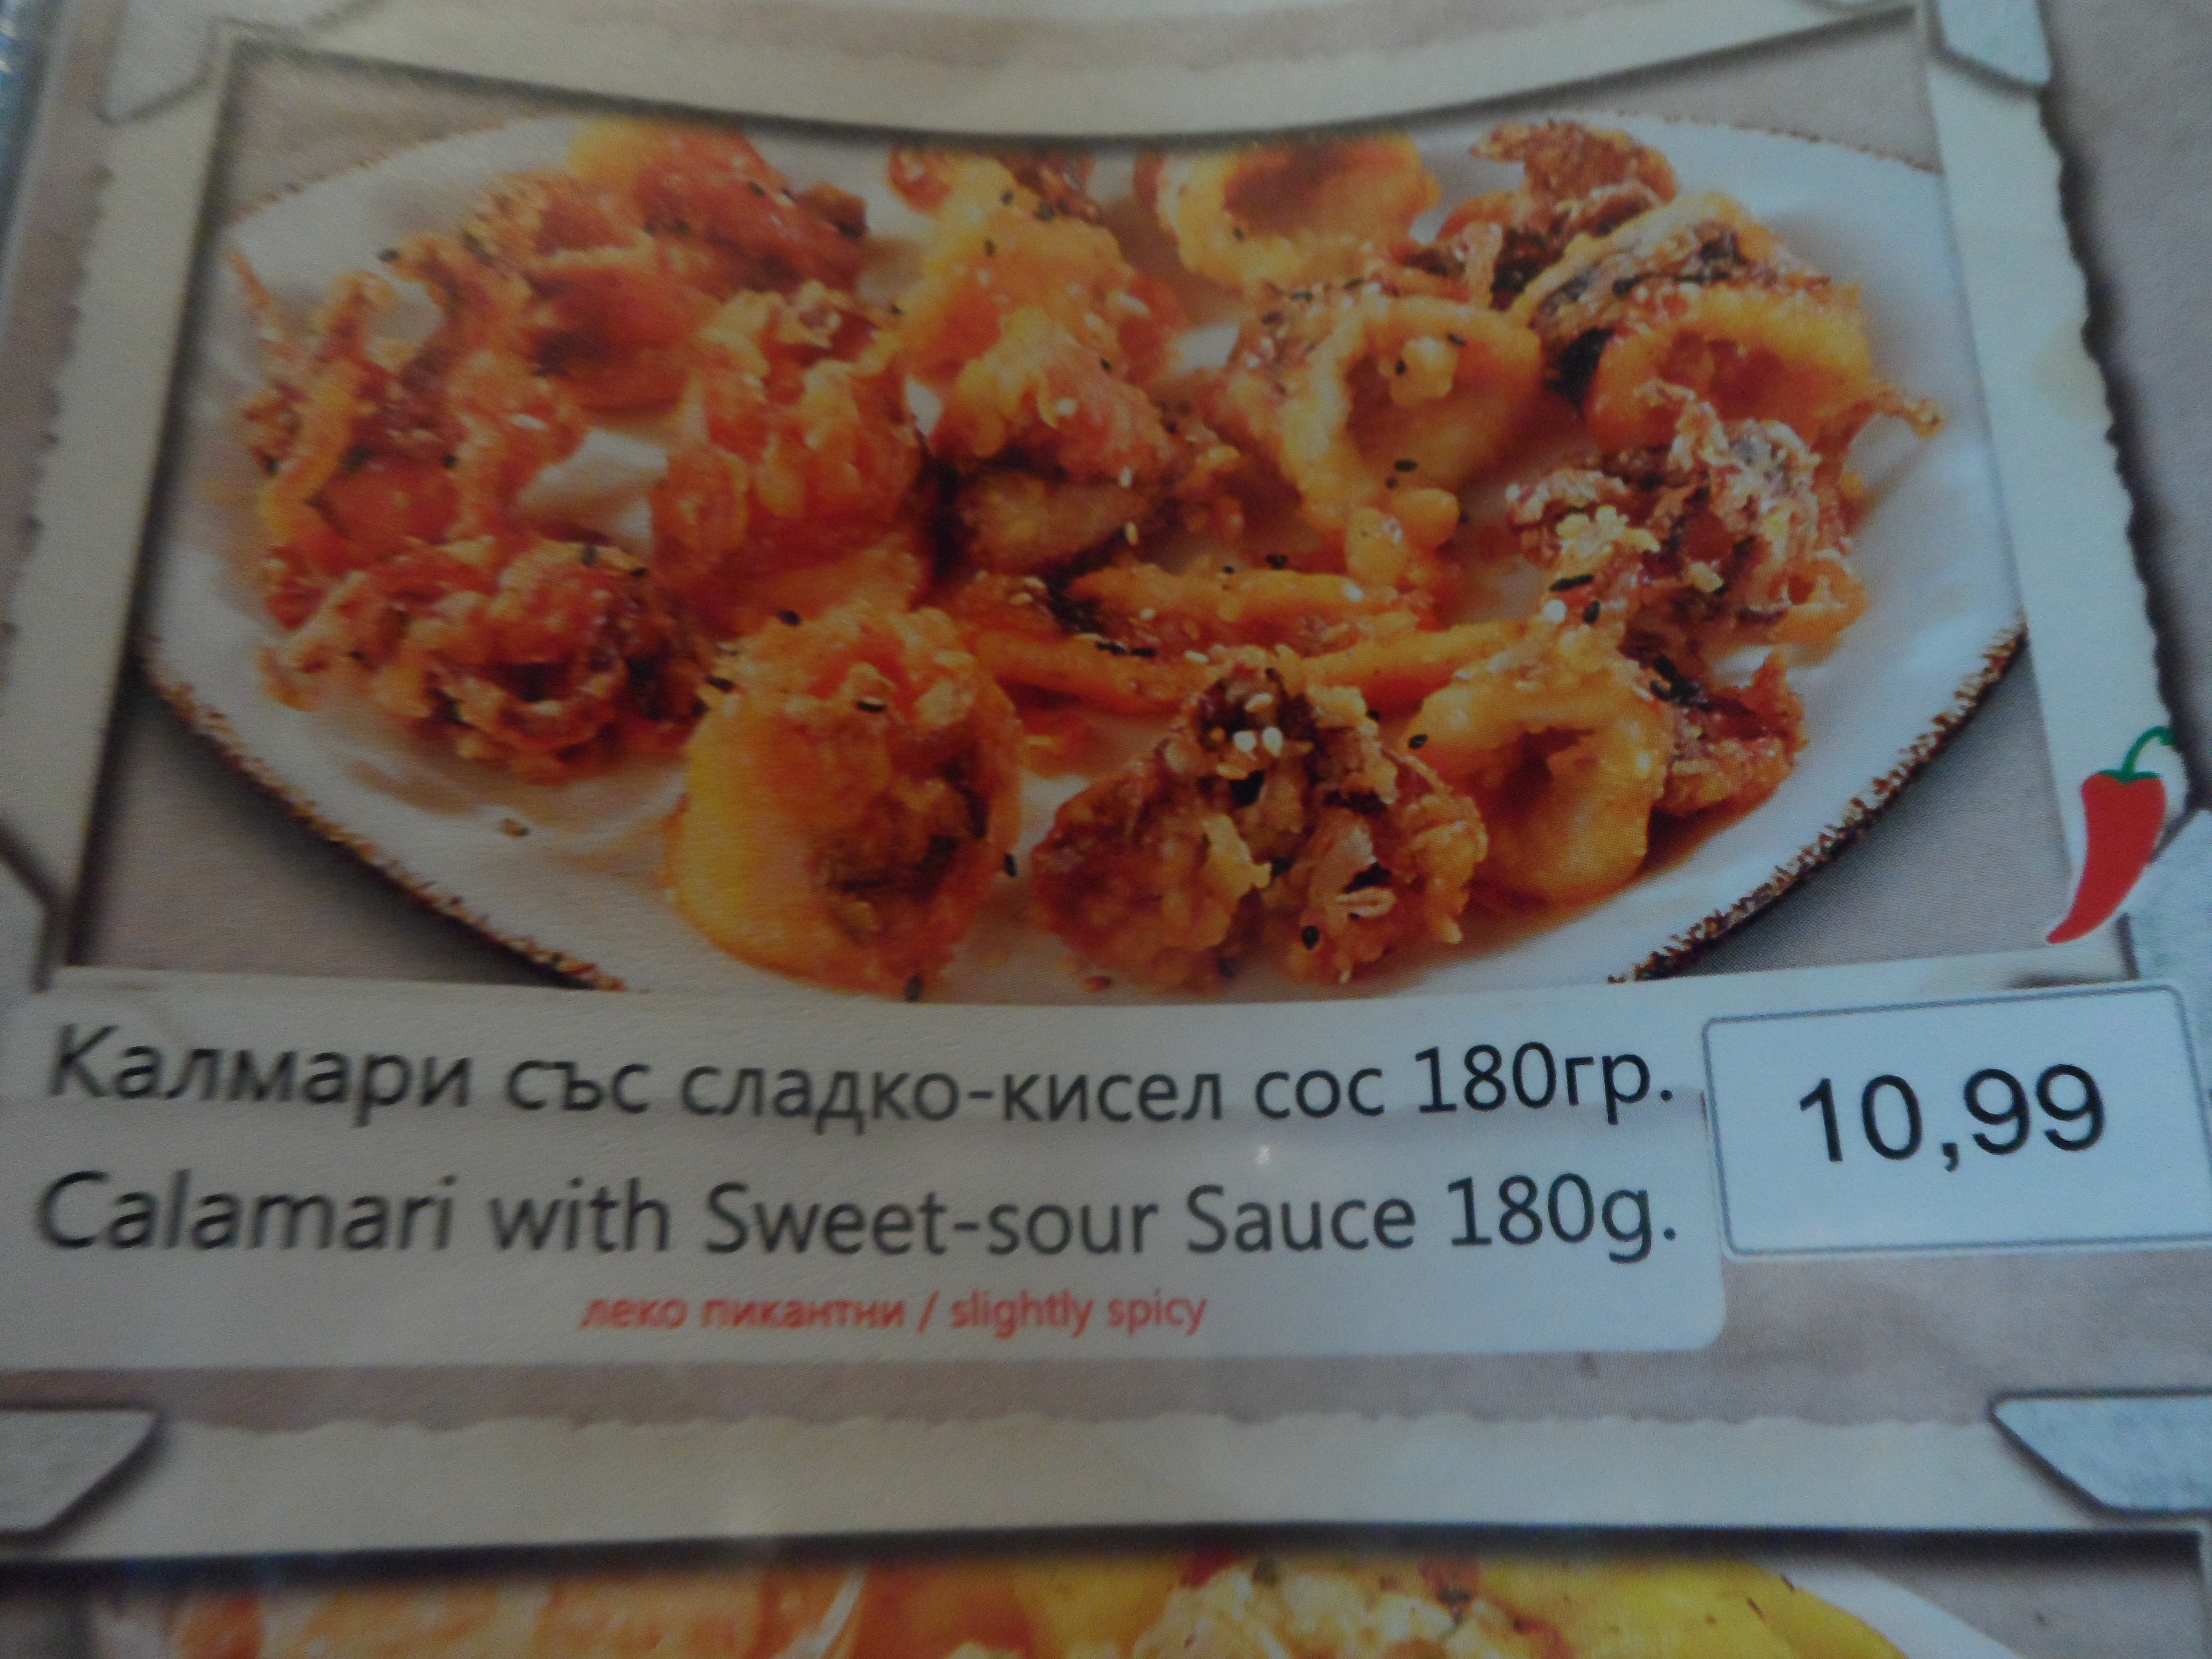 Калмари със сладко-кисел сос 180гр.
10,99
Calamari with Sweet-sour Sauce 180g.
леко пикантни / slightly spicy